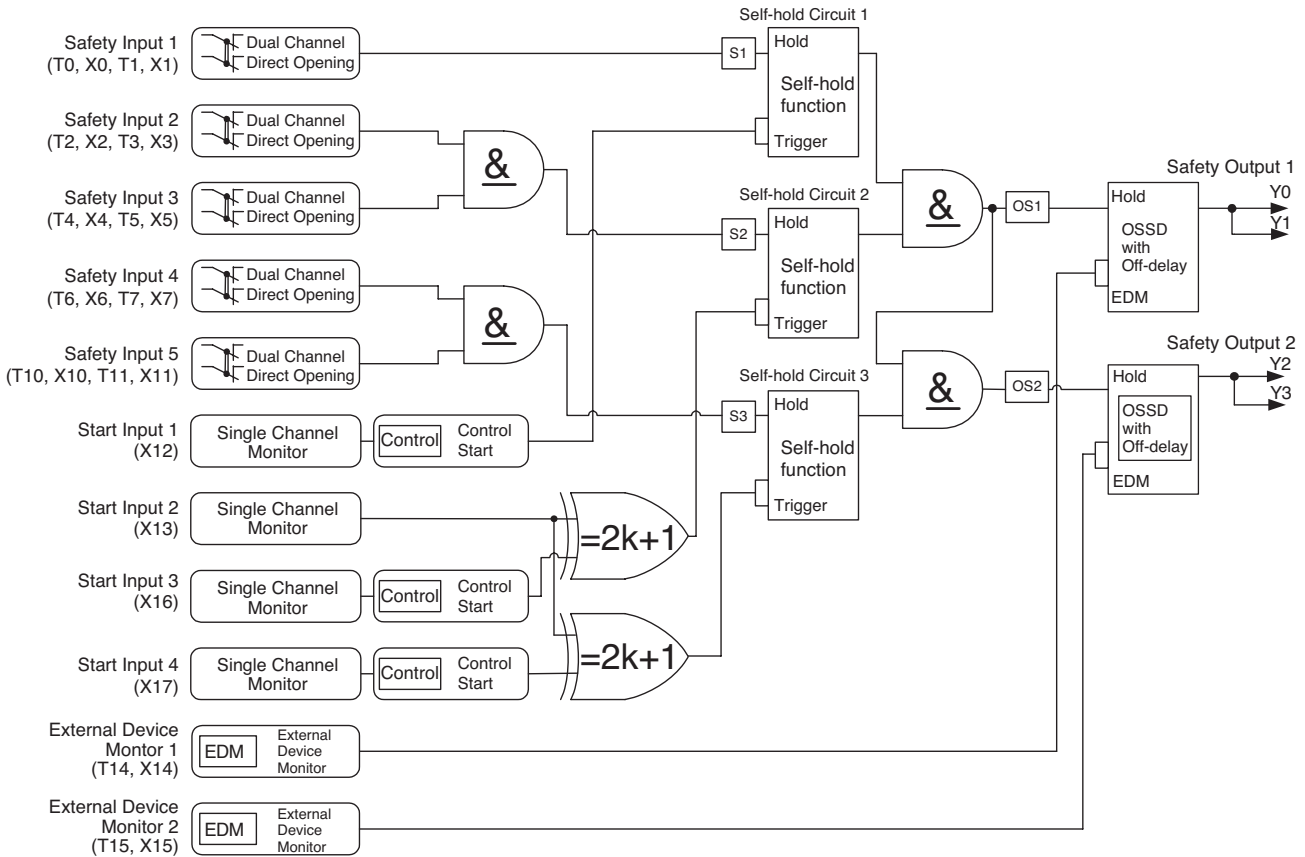 Self-hold Circuit 1
Safety Input 1
(T0, X0, T1, X1)
Dual Channel
Direct Opening
S1
Hold
Self-hold
function
Trigger
Safety Input 2
(T2, X2, T3, X3)
Dual Channel
Direct Opening
&
Safety Input 3
(T4, X4, T5, X5)
Dual Channel
Direct Opening
Self-hold Circuit 2
S2
Hold
Self-hold
function
Trigger
&
OS1
Safety Output 1
Hold
OSSD
with
Off-delay
EDM
Y0
Y1
Safety Input 4
(T6, X6, T7, X7)
Dual Channel
Direct Opening
&
Safety Input 5
(T10, X10, T11, X11)
Dual Channel
Direct Opening
Self-hold Circuit 3
S3
Hold
Self-hold
function
Trigger
&
OS2
Safety Output 2
Hold
OSSD
with
Off-delay
EDM
Y2
Y3
Start Input 1
(X12)
Single Channel
Monitor
Control
Control
Start
Start Input 2
(X13)
Single Channel
Monitor
=2k+1
Start Input 3
(X16)
Single Channel
Monitor
Control
Control
Start
=2k+1
Start Input 4
(X17)
Single Channel
Monitor
Control
Control
Start
External Device
Montor 1
(T14, X14)
EDM
External
Device
Monitor
External Device
Monitor 2
(T15, X15)
EDM
External
Device
Monitor